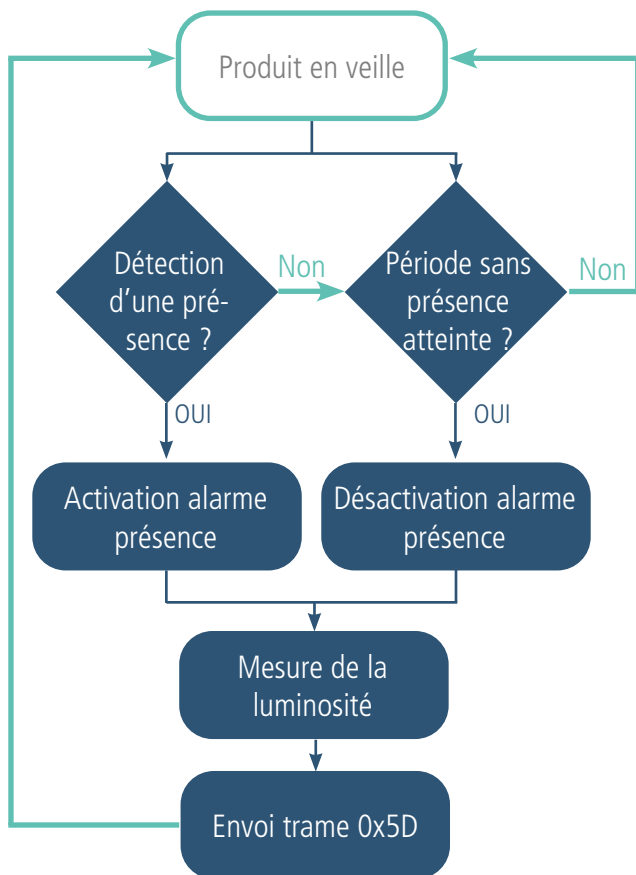 Produit en veille
Détection
d'une pré-
sence ?
Non
Période sans
présence
atteinte ?
Non
OUI
OUI
Activation alarme
présence
Désactivation alarme
présence
Mesure de la
luminosité
Envoi trame 0x5D